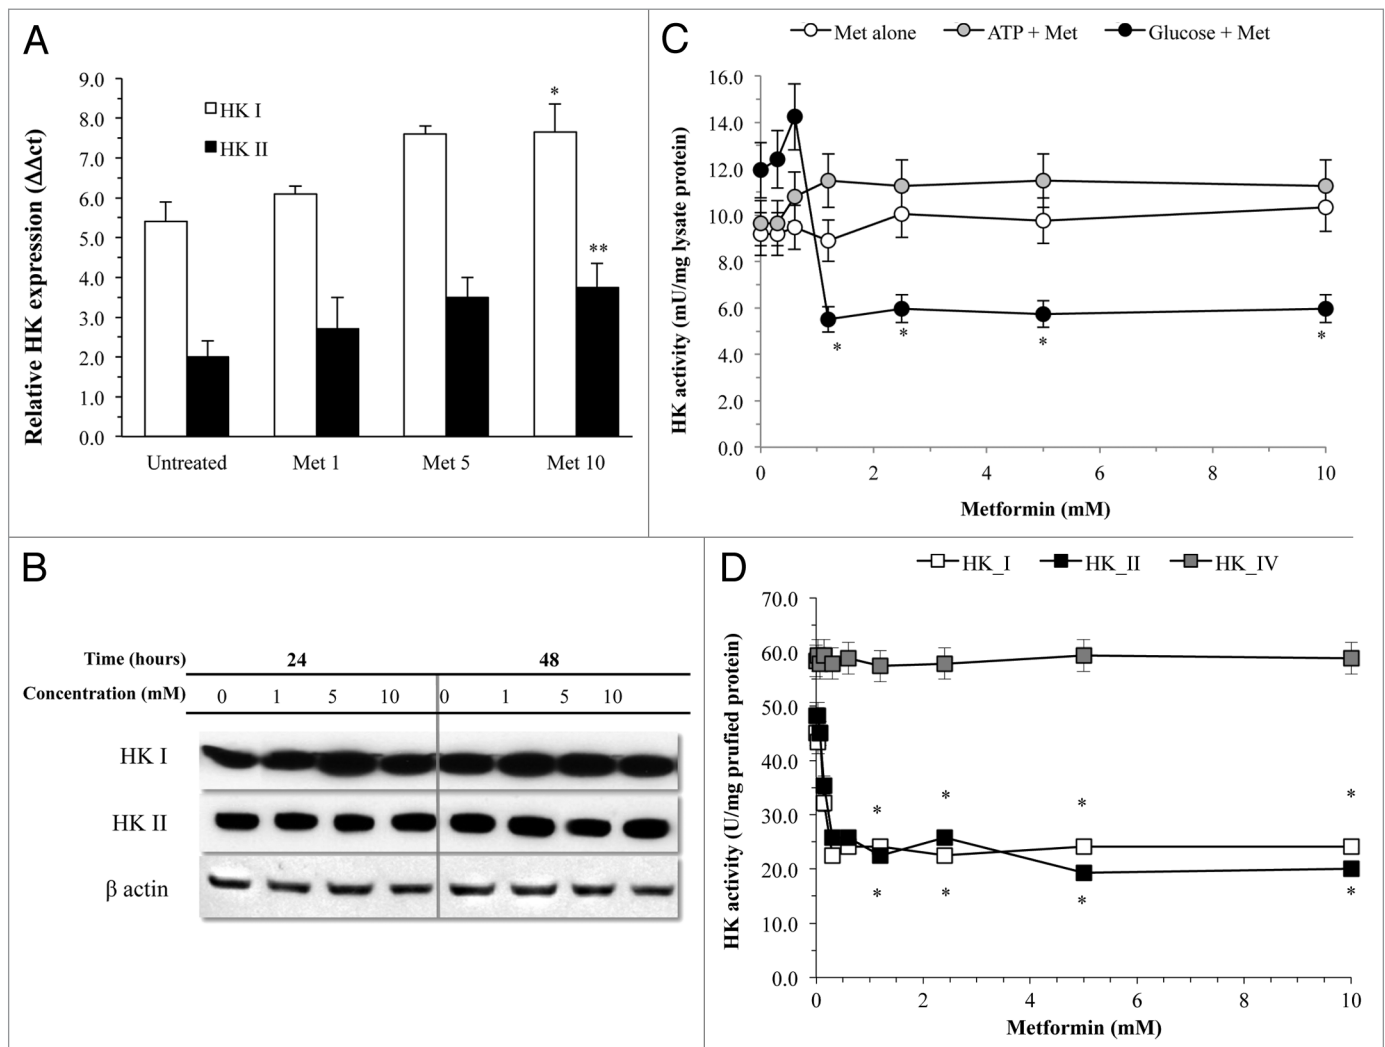 A
Relative HK expression (ΔΔct)
9.0
8.0
7.0
6.0
5.0
4.0
3.0
2.0
1.0
0.0
HK I
HK II
*
**
Untreated Met 1 Met 5 Met 10
C
Met alone ATP + Met Glucose + Met
HK activity (mU/mg lysate protein)
16.0
14.0
12.0
10.0
8.0
6.0
4.0
2.0
0.0
* * * *
0 2 4 6 8 10
Metformin (mM)
B
Time (hours) 24 48
Concentration (mM) 0 1 5 10 0 1 5 10
HK I
HK II
β actin
D
HK_I HK_II HK_IV
HK activity (U/mg prufied protein)
70.0
60.0
50.0
40.0
30.0
20.0
10.0
0.0
* * * *
* * * *
0 2 4 6 8 10
Metformin (mM)